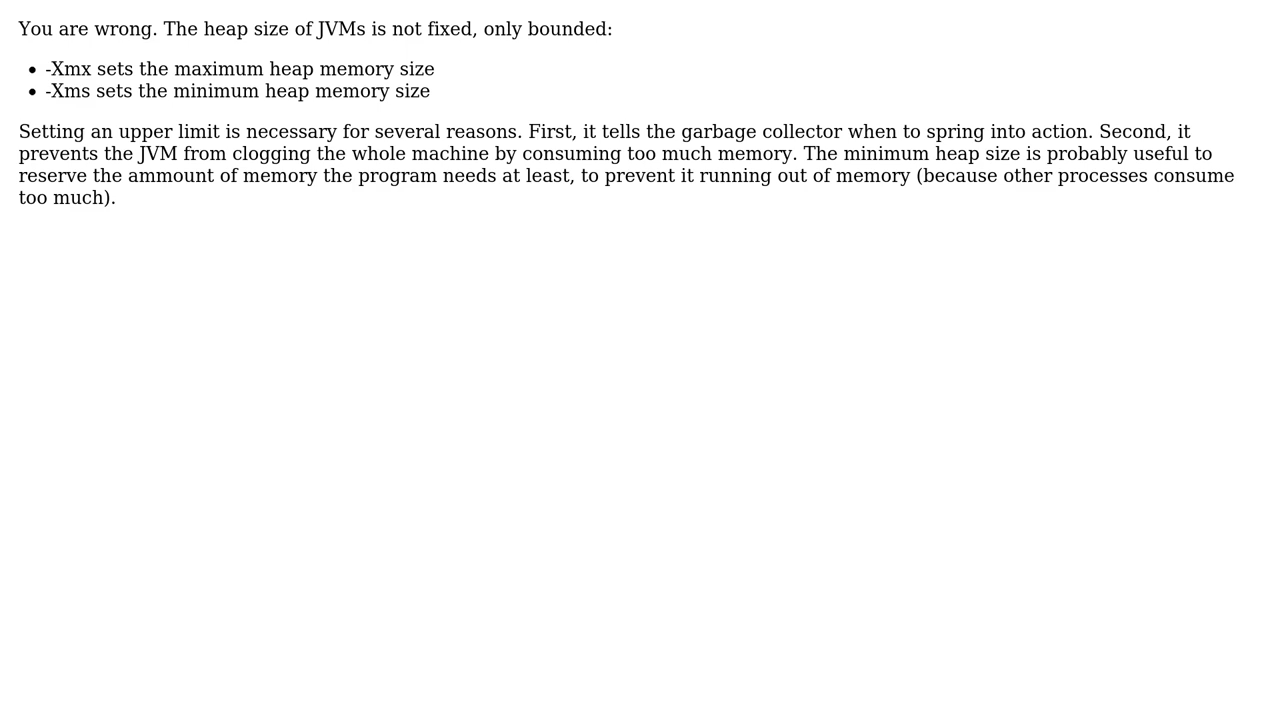 You are wrong. The heap size of JVMs is not fixed, only bounded:
• -Xmx sets the maximum heap memory size
• -Xms sets the minimum heap memory size
Setting an upper limit is necessary for several reasons. First, it tells the garbage collector when to spring into action. Second, it
prevents the JVM from clogging the whole machine by consuming too much memory. The minimum heap size is probably useful to
reserve the ammount of memory the program needs at least, to prevent it running out of memory (because other processes consume
too much).